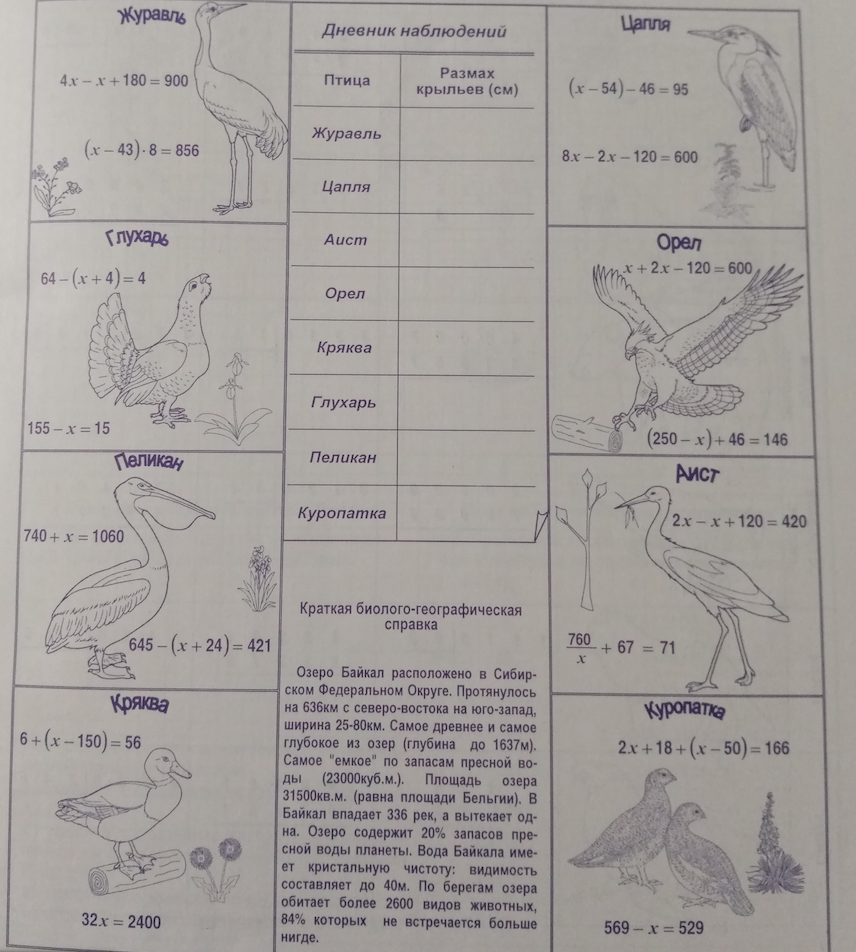 Журавль
4x – x + 180 = 900
(x – 43) · 8 = 856
Глухарь
64 – (x + 4) = 4
155 – x = 15
Пеликан
740 + x = 1060
645 – (x + 24) = 421
Кряква
6 + (x – 150) = 56
32x = 2400
Дневник наблюдений
Птица
Размах
крыльев (см)
Журавль
Цапля
Аист
Орел
Кряква
Глухарь
Пеликан
Куропатка
Краткая биолого-географическая
справка
Озеро Байкал расположено в Сибир-
ском Федеральном Округе. Протянулось
на 636км с северо-востока на юго-запад,
ширина 25-80км. Самое древнее и самое
глубокое из озер (глубина до 1637м).
Самое "емкое" по запасам пресной во-
ды (23000куб.м.). Площадь озера
31500кв.м. (равна площади Бельгии). В
Байкал впадает 336 рек, а вытекает од-
на. Озеро содержит 20% запасов пре-
сной воды планеты. Вода Байкала име-
ет кристальную чистоту: видимость
составляет до 40м. По берегам озера
обитает более 2600 видов животных,
84% которых не встречается больше
нигде.
Цапля
(x – 54) – 46 = 95
8x – 2x – 120 = 600
Орел
x + 2x – 120 = 600
(250 – x) + 46 = 146
Аист
2x – x + 120 = 420
760/x + 67 = 71
Куропатка
2x + 18 + (x – 50) = 166
569 – x = 529